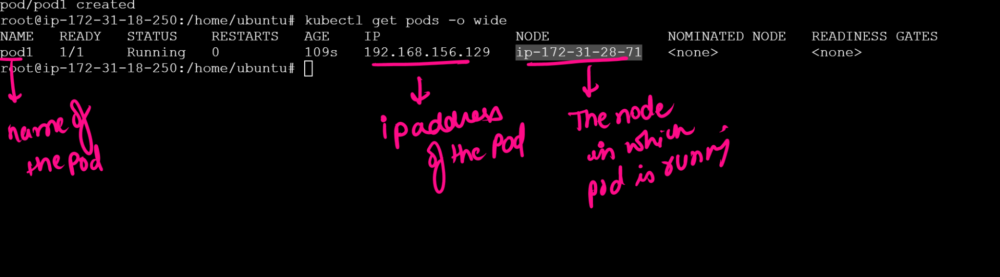 pod/pod1 created
root@ip-172-31-18-250:/home/ubuntu# kubectl get pods -o wide
NAME READY STATUS RESTARTS AGE IP NODE NOMINATED NODE READINESS GATES
pod1 1/1 Running 0 109s 192.168.156.129 ip-172-31-28-71 <none> <none>
root@ip-172-31-18-250:/home/ubuntu#
name of
the pod
ip address
of the pod
The node
in which
pod is running